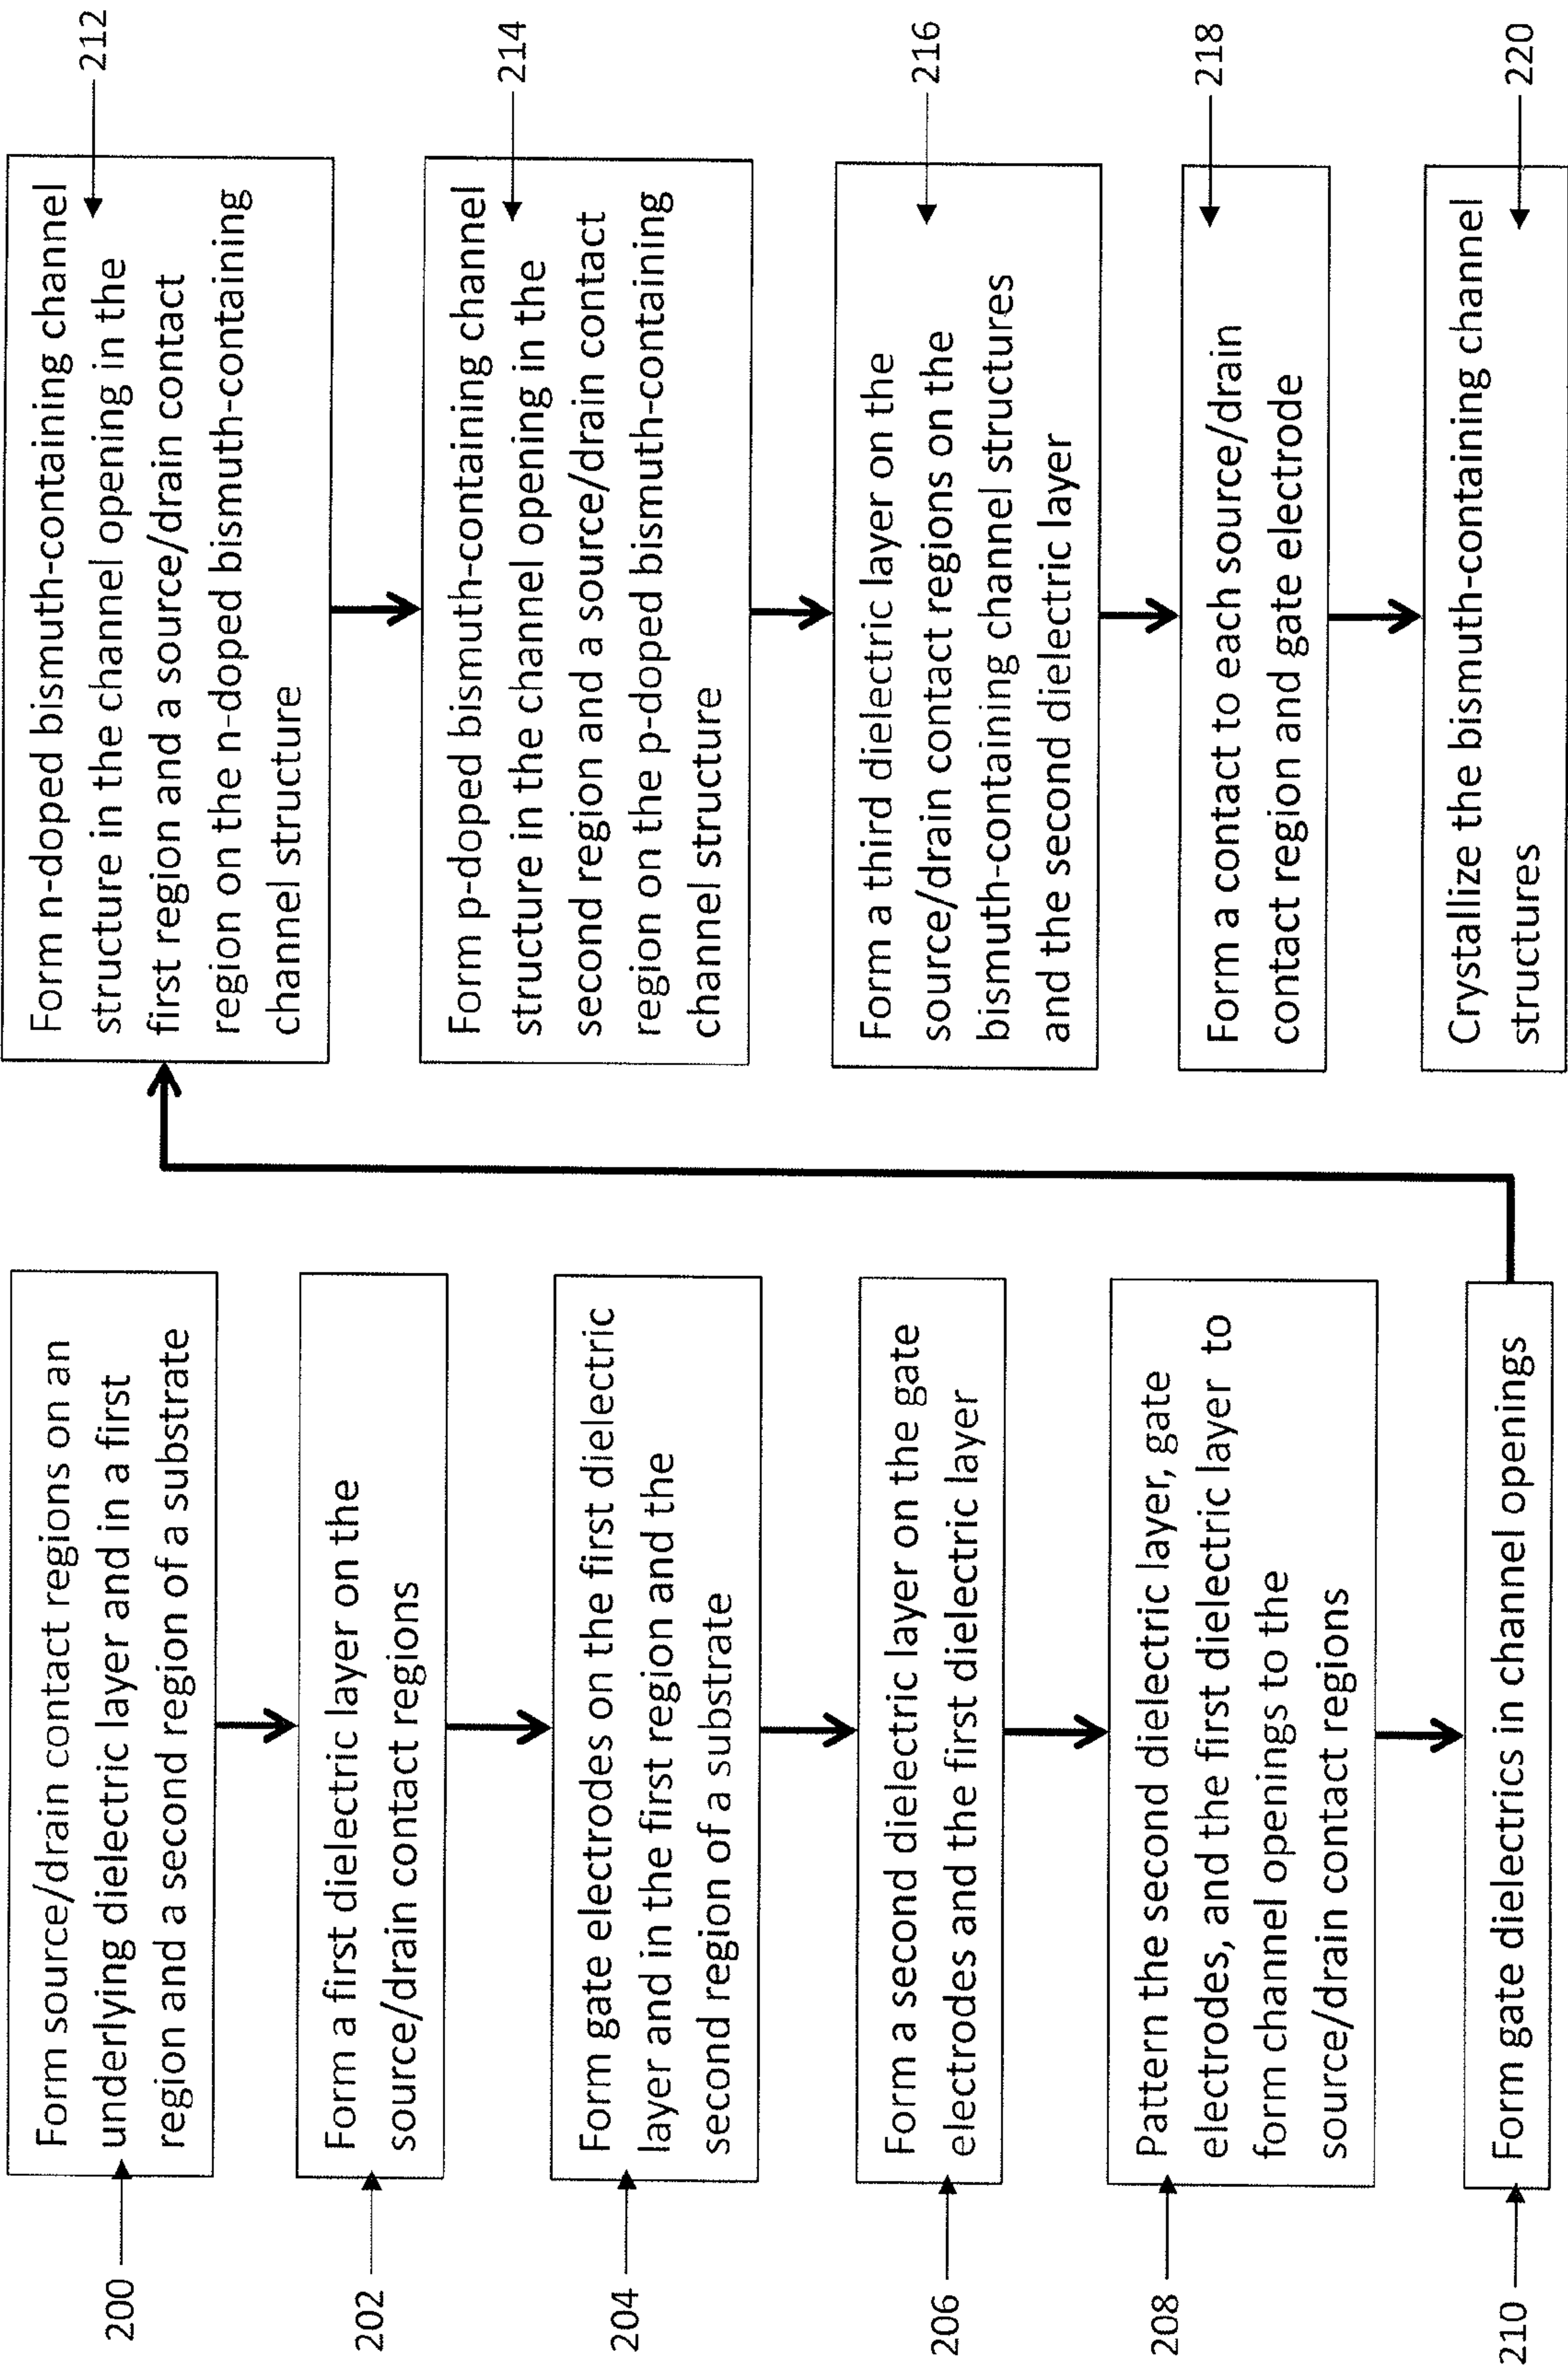 200
Form source/drain contact regions on an
underlying dielectric layer and in a first
region and a second region of a substrate
202
Form a first dielectric layer on the
source/drain contact regions
204
Form gate electrodes on the first dielectric
layer and in the first region and the
second region of a substrate
206
Form a second dielectric layer on the gate
electrodes and the first dielectric layer
208
Pattern the second dielectric layer, gate
electrodes, and the first dielectric layer to
form channel openings to the
source/drain contact regions
210
Form gate dielectrics in channel openings
212
Form n-doped bismuth-containing channel
structure in the channel opening in the
first region and a source/drain contact
region on the n-doped bismuth-containing
channel structure
214
Form p-doped bismuth-containing channel
structure in the channel opening in the
second region and a source/drain contact
region on the p-doped bismuth-containing
channel structure
216
Form a third dielectric layer on the
source/drain contact regions on the
bismuth-containing channel structures
and the second dielectric layer
218
Form a contact to each source/drain
contact region and gate electrode
220
Crystallize the bismuth-containing channel
structures